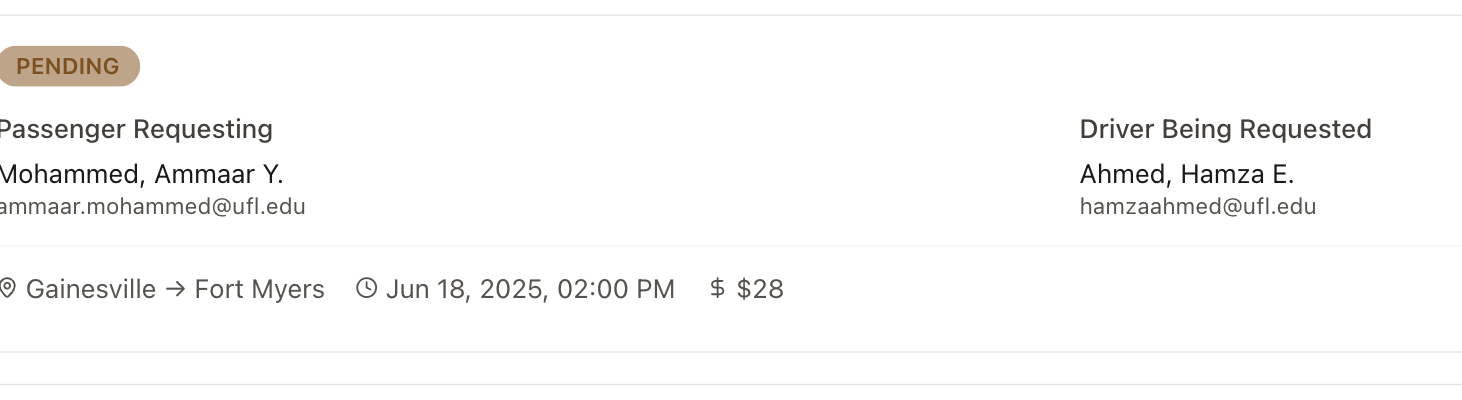 PENDING
Passenger Requesting
Mohammed, Ammaar Y.
ammaar.mohammed@ufl.edu
Driver Being Requested
Ahmed, Hamza E.
hamzaahmed@ufl.edu
Gainesville → Fort Myers Jun 18, 2025, 02:00 PM $ $28